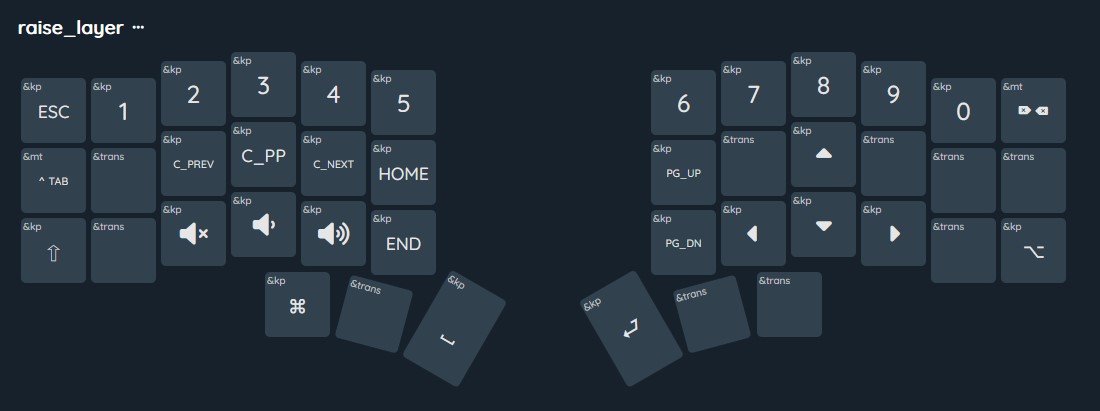 raise_layer ···
&kp ESC &kp 1 &kp 2 &kp 3 &kp 4 &kp 5 &kp 6 &kp 7 &kp 8 &kp 9 &kp 0 &mt
&mt ^ TAB &trans &kp C_PREV &kp C_PP &kp C_NEXT &kp HOME &kp PG_UP &trans &kp &trans &trans &trans
&kp ⇧ &trans &kp &kp &kp &kp END &kp PG_DN &kp &kp &kp &trans &kp ⌥
&kp ⌘ &trans &kp &kp &trans &trans